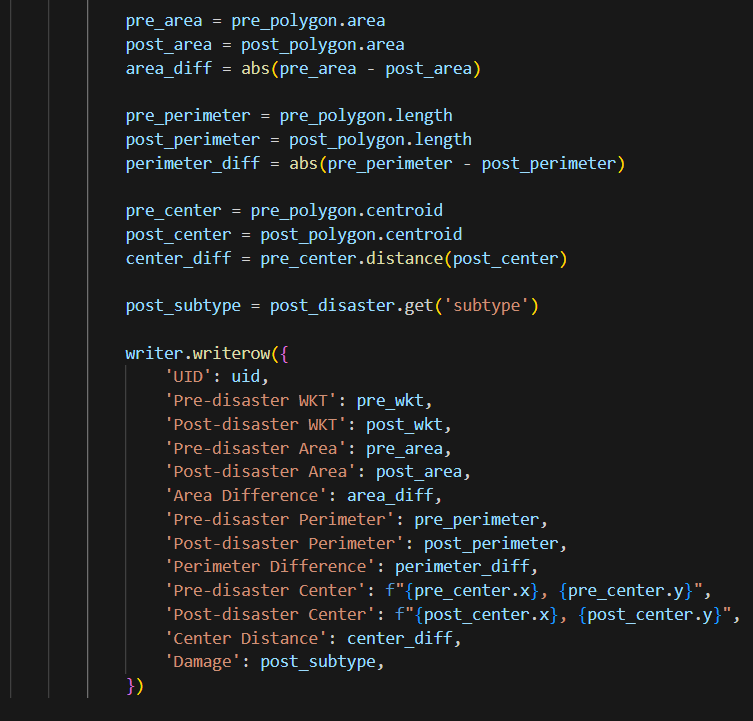 pre_area = pre_polygon.area
post_area = post_polygon.area
area_diff = abs(pre_area - post_area)
pre_perimeter = pre_polygon.length
post_perimeter = post_polygon.length
perimeter_diff = abs(pre_perimeter - post_perimeter)
pre_center = pre_polygon.centroid
post_center = post_polygon.centroid
center_diff = pre_center.distance(post_center)
post_subtype = post_disaster.get('subtype')
writer.writerow({
    'UID': uid,
    'Pre-disaster WKT': pre_wkt,
    'Post-disaster WKT': post_wkt,
    'Pre-disaster Area': pre_area,
    'Post-disaster Area': post_area,
    'Area Difference': area_diff,
    'Pre-disaster Perimeter': pre_perimeter,
    'Post-disaster Perimeter': post_perimeter,
    'Perimeter Difference': perimeter_diff,
    'Pre-disaster Center': f"{pre_center.x}, {pre_center.y}",
    'Post-disaster Center': f"{post_center.x}, {post_center.y}",
    'Center Distance': center_diff,
    'Damage': post_subtype,
})